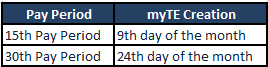 Pay Period myTE Creation
15th Pay Period 9th day of the month
30th Pay Period 24th day of the month